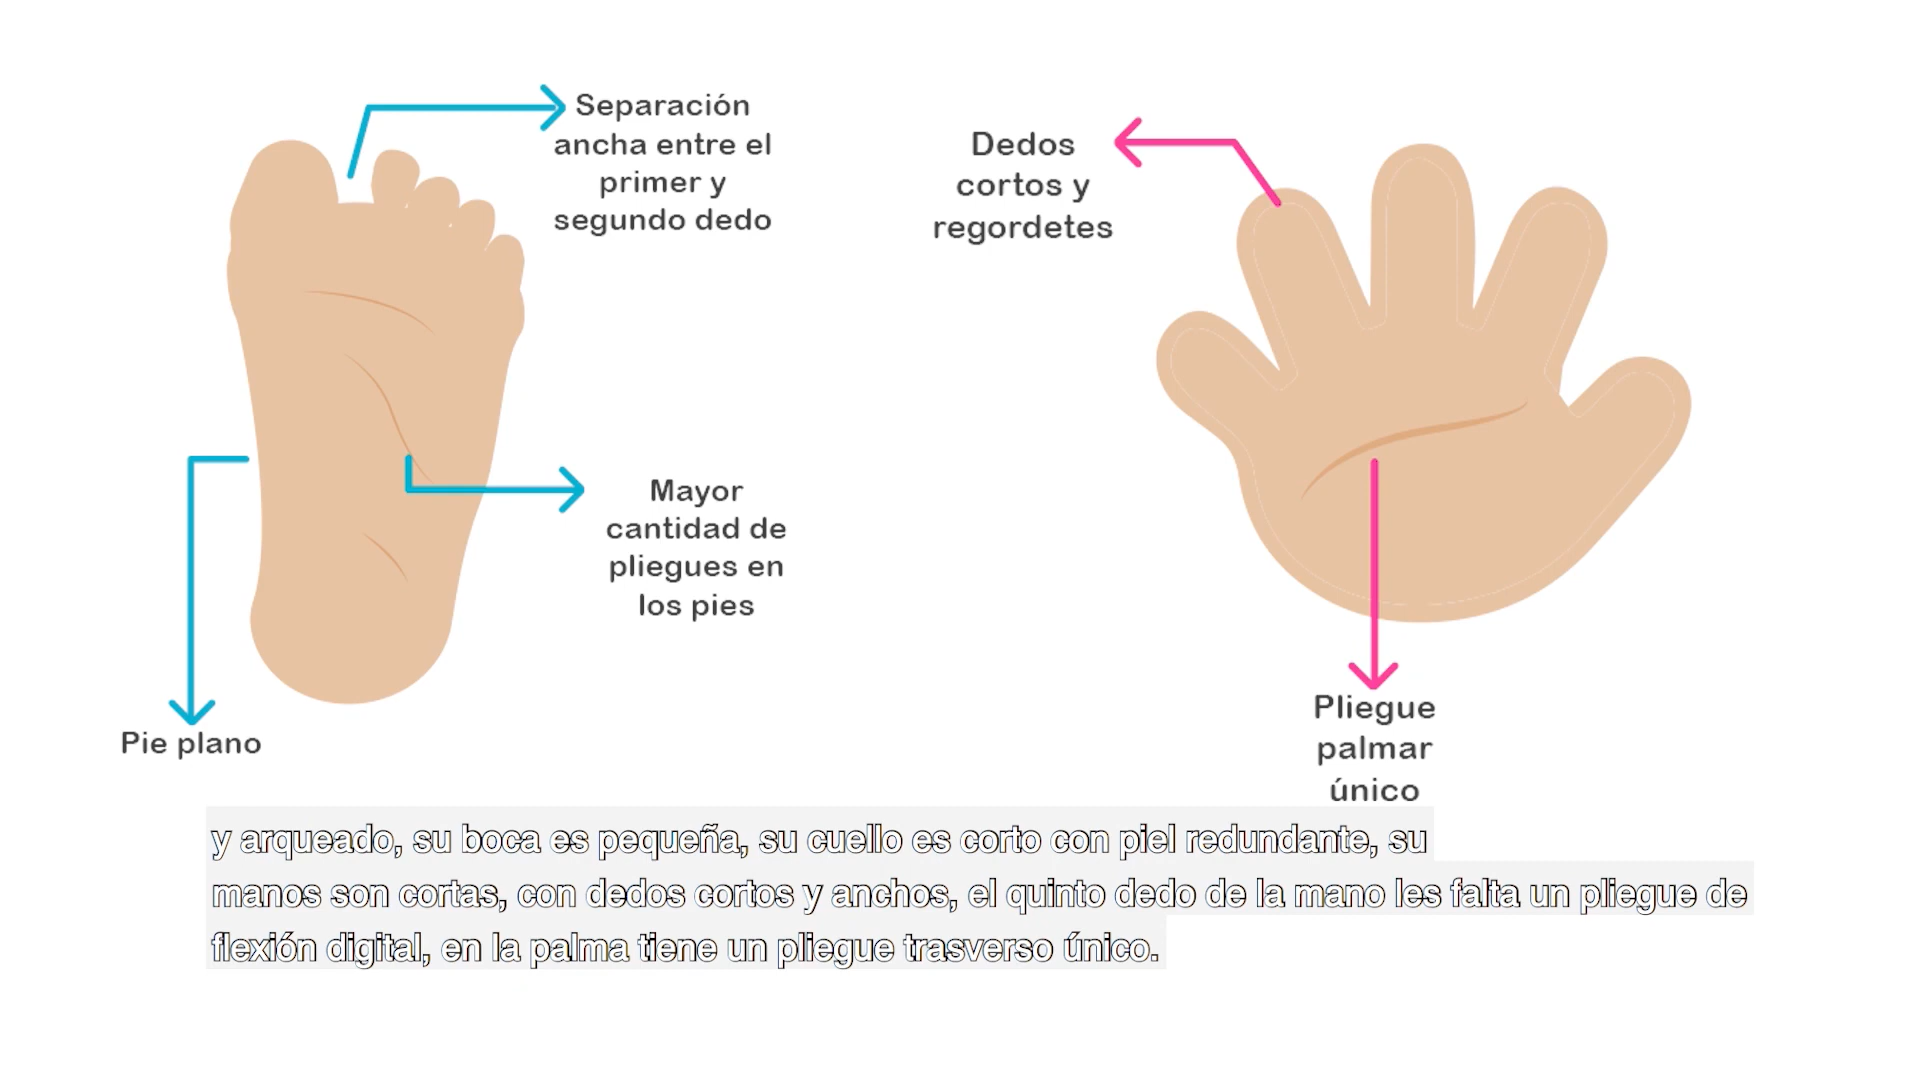 Separación
ancha entre el
primer y
segundo dedo
Mayor
cantidad de
pliegues en
los pies
Pie plano
Dedos
cortos y
regordetes
Pliegue
palmar
único
y arqueado, su boca es pequeña, su cuello es corto con piel redundante, su
manos son cortas, con dedos cortos y anchos, el quinto dedo de la mano les falta un pliegue de
flexión digital, en la palma tiene un pliegue trasverso único.